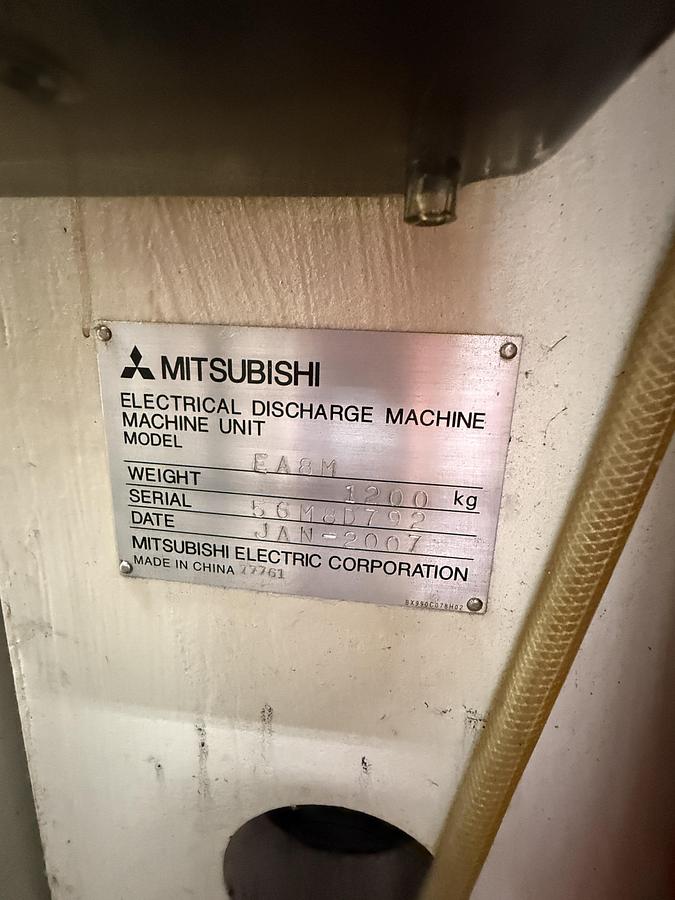 MITSUBISHI
ELECTRICAL DISCHARGE MACHINE
MACHINE UNIT
MODEL EA8M
WEIGHT 1200 kg
SERIAL 56M8D792
DATE JAN-2007
MITSUBISHI ELECTRIC CORPORATION
MADE IN CHINA 77761